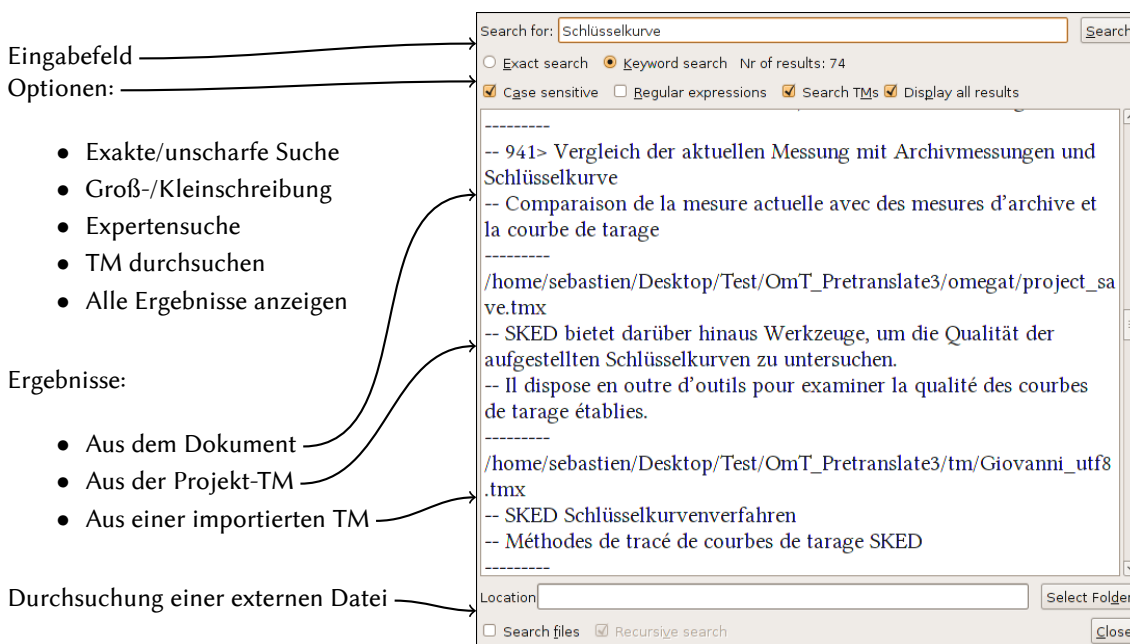 Eingabefeld
Optionen:
• Exakte/unscharfe Suche
• Groß-/Kleinschreibung
• Expertensuche
• TM durchsuchen
• Alle Ergebnisse anzeigen
Ergebnisse:
• Aus dem Dokument
• Aus der Projekt-TM
• Aus einer importierten TM
Durchsuchung einer externen Datei
Search for: Schlüsselkurve Search
Exact search Keyword search Nr of results: 74
Case sensitive Regular expressions Search TMs Display all results
---------
-- 941> Vergleich der aktuellen Messung mit Archivmessungen und
Schlüsselkurve
-- Comparaison de la mesure actuelle avec des mesures d'archive et
la courbe de tarage
---------
/home/sebastien/Desktop/Test/OmT_Pretranslate3/omegat/project_sa
ve.tmx
-- SKED bietet darüber hinaus Werkzeuge, um die Qualität der
aufgestellten Schlüsselkurven zu untersuchen.
-- Il dispose en outre d'outils pour examiner la qualité des courbes
de tarage établies.
---------
/home/sebastien/Desktop/Test/OmT_Pretranslate3/tm/Giovanni_utf8
.tmx
-- SKED Schlüsselkurvenverfahren
-- Méthodes de tracé de courbes de tarage SKED
---------
Location Select Folder
Search files Recursive search Close